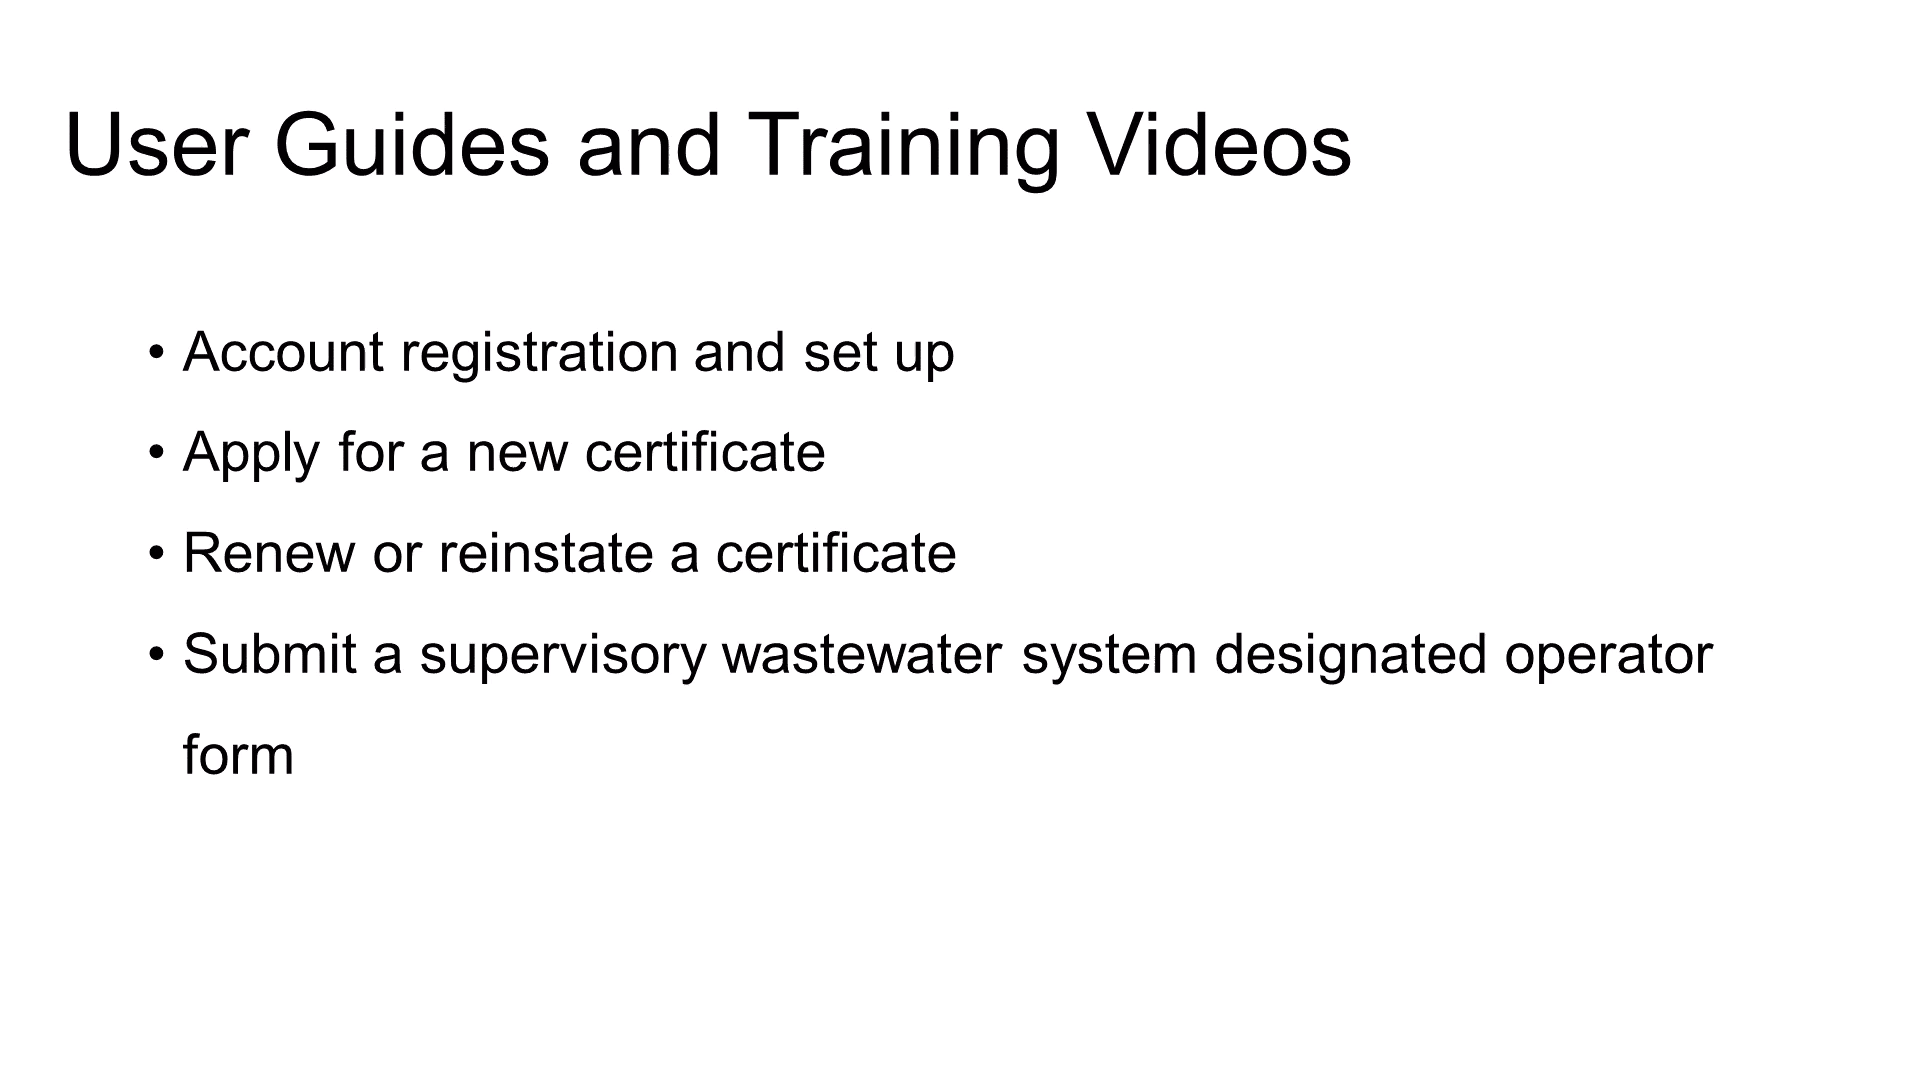 User Guides and Training Videos
• Account registration and set up
• Apply for a new certificate
• Renew or reinstate a certificate
• Submit a supervisory wastewater system designated operator
form